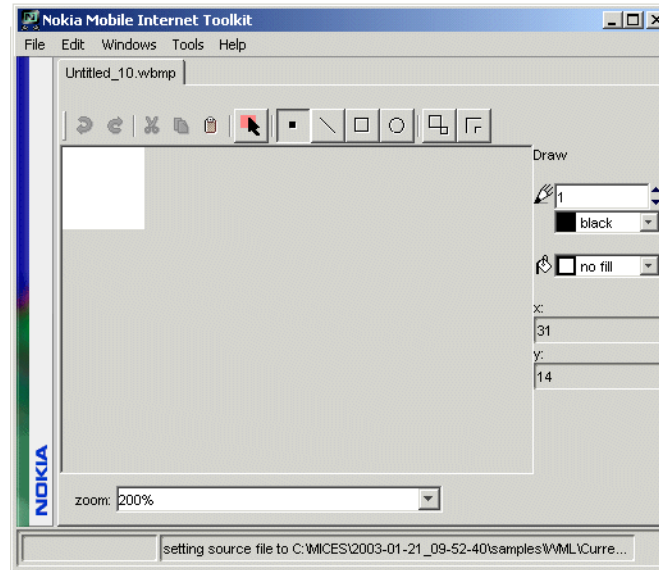 Nokia Mobile Internet Toolkit
File Edit Windows Tools Help
Untitled_10.wbmp
Draw
1
black
no fill
x:
31
y:
14
NOKIA
zoom: 200%
setting source file to C:\MICES\2003-01-21_09-52-40\samples\WML\Curre...